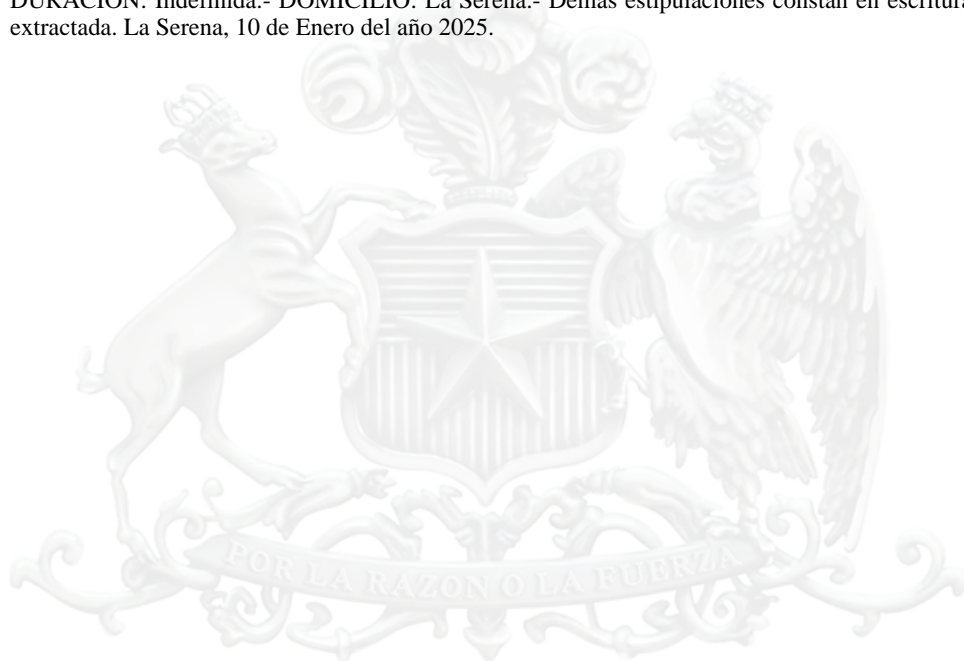 DURACIÓN: Indefinida.- DOMICILIO: La Serena.- Demás estipulaciones constan en escritura
extractada. La Serena, 10 de Enero del año 2025.
POR LA RAZON O LA FUERZA